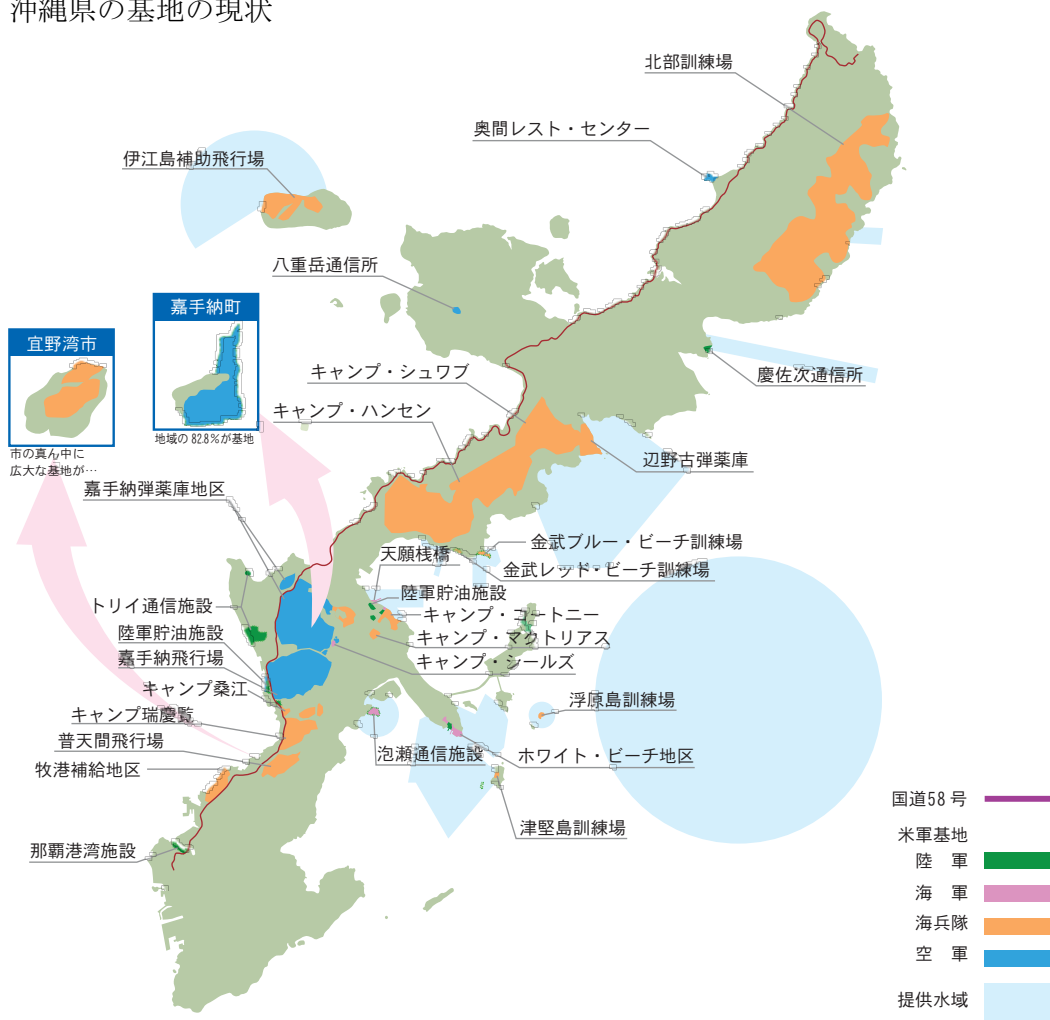 沖縄県の基地の現状
北部訓練場
奥間レスト・センター
伊江島補助飛行場
八重岳通信所
嘉手納町
宜野湾市
慶佐次通信所
キャンプ・シュワブ
キャンプ・ハンセン
地域の82.8%が基地
市の真ん中に
広大な基地が…
辺野古弾薬庫
嘉手納弾薬庫地区
金武ブルー・ビーチ訓練場
天願桟橋
金武レッド・ビーチ訓練場
陸軍貯油施設
トリイ通信施設
キャンプ・コートニー
陸軍貯油施設
キャンプ・マクトリアス
嘉手納飛行場
キャンプ・シールズ
キャンプ桑江
浮原島訓練場
キャンプ瑞慶覧
普天間飛行場
泡瀬通信施設
ホワイト・ビーチ地区
牧港補給地区
津堅島訓練場
那覇港湾施設
国道58号
米軍基地
陸 軍
海 軍
海兵隊
空 軍
提供水域